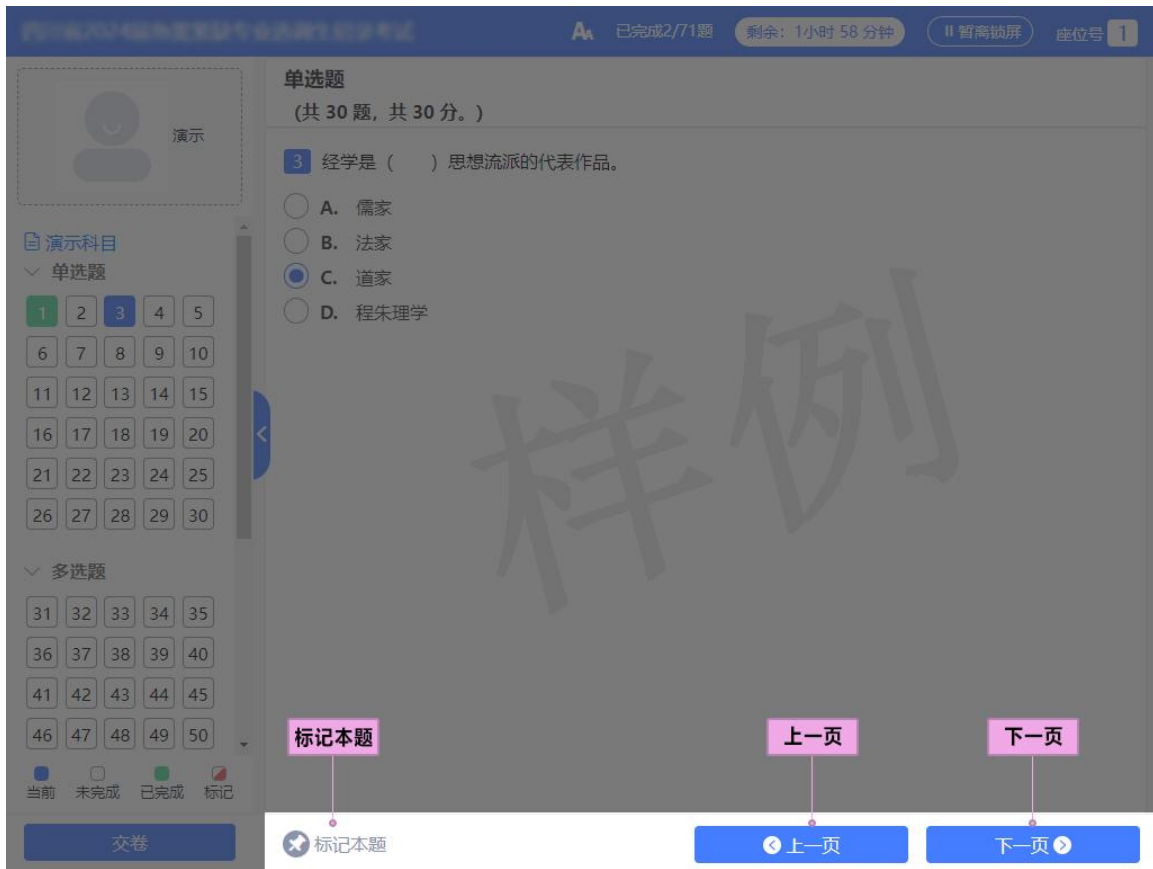 已完成2/71题
剩余：1小时 58 分钟
暂离锁屏
座位号 1
演示
演示科目
单选题
1 2 3 4 5
6 7 8 9 10
11 12 13 14 15
16 17 18 19 20
21 22 23 24 25
26 27 28 29 30
多选题
31 32 33 34 35
36 37 38 39 40
41 42 43 44 45
46 47 48 49 50
当前 未完成 已完成 标记
交卷
单选题
（共 30 题，共 30 分。）
3 经学是（ ）思想流派的代表作品。
A. 儒家
B. 法家
C. 道家
D. 程朱理学
样例
标记本题 上一页 下一页
标记本题 上一页 下一页